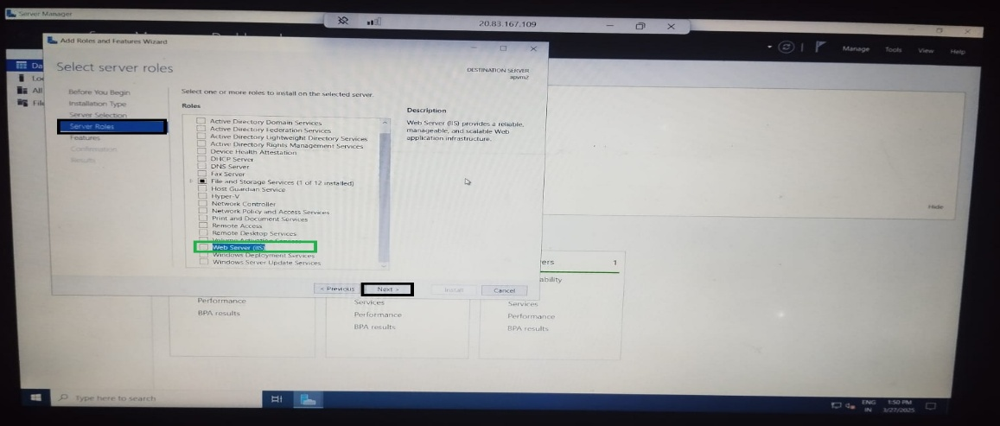 Server Manager
20.83.167.109
Add Roles and Features Wizard
Manage
Tools
View
Help
Select server roles
DESTINATION SERVER
apvm2
Before You Begin
Installation Type
Server Selection
Server Roles
Features
Confirmation
Results
Select one or more roles to install on the selected server.
Roles
Active Directory Domain Services
Active Directory Federation Services
Active Directory Lightweight Directory Services
Active Directory Rights Management Services
Device Health Attestation
DHCP Server
DNS Server
Fax Server
File and Storage Services (1 of 12 installed)
Host Guardian Service
Hyper-V
Network Controller
Network Policy and Access Services
Print and Document Services
Remote Access
Remote Desktop Services
Volume Activation Services
Web Server (IIS)
Windows Deployment Services
Windows Server Update Services
Description
Web Server (IIS) provides a reliable,
manageable, and scalable Web
application infrastructure.
< Previous
Next >
Install
Cancel
Da
Loc
All
File
Hide
ers 1
ability
Performance
BPA results
Services
Performance
BPA results
Services
Performance
BPA results
Type here to search
ENG
IN
1:50 PM
3/27/2025